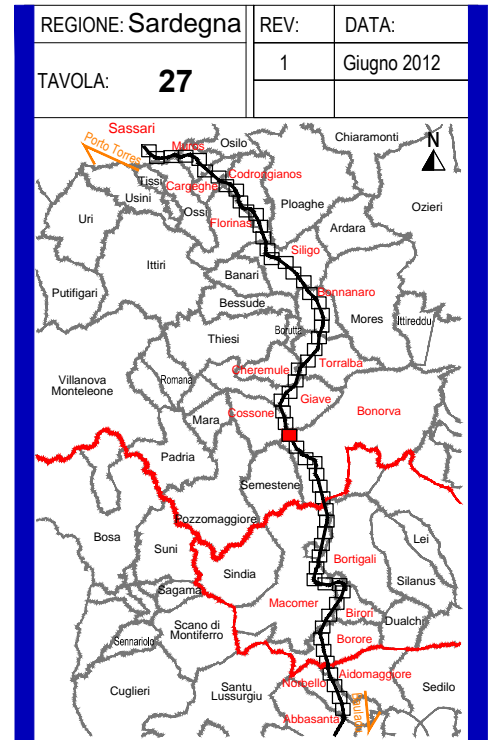 REGIONE: Sardegna
REV:
DATA:
TAVOLA: 27
1
Giugno 2012
Sassari
Porto Torres
Muros
Osilo
Chiaramonti
N
Tissi
Cargeghe
Codrongianos
Usini
Ossi
Ploaghe
Ozieri
Uri
Florinas
Ardara
Siligo
Ittiri
Banari
Bonnanaro
Putifigari
Bessude
Mores
Ittireddu
Borutta
Thiesi
Cheremule
Torralba
Villanova
Monteleone
Romana
Giave
Cossone
Bonorva
Mara
Padria
Semestene
Pozzomaggiore
Bosa
Suni
Lei
Bortigali
Sindia
Silanus
Sagama
Macomer
Birori
Dualchi
Scano di
Montiferro
Sennariolo
Borore
Aidomaggiore
Cuglieri
Santu
Lussurgiu
Norbello
Sedilo
Abbasanta